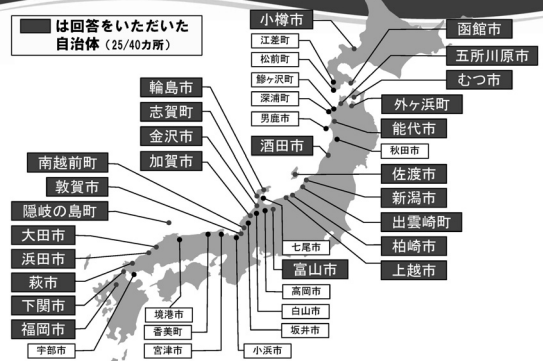 は回答をいただいた
自治体(25/40カ所)
小樽市
江差町
松前町
鰺ヶ沢町
深浦町
男鹿市
酒田市
函館市
五所川原市
むつ市
外ヶ浜町
能代市
秋田市
佐渡市
新潟市
出雲崎町
柏崎市
上越市
輪島市
志賀町
金沢市
加賀市
南越前町
敦賀市
隠岐の島町
大田市
浜田市
萩市
下関市
福岡市
宇部市
七尾市
富山市
高岡市
白山市
坂井市
境港市
香美町
宮津市
小浜市